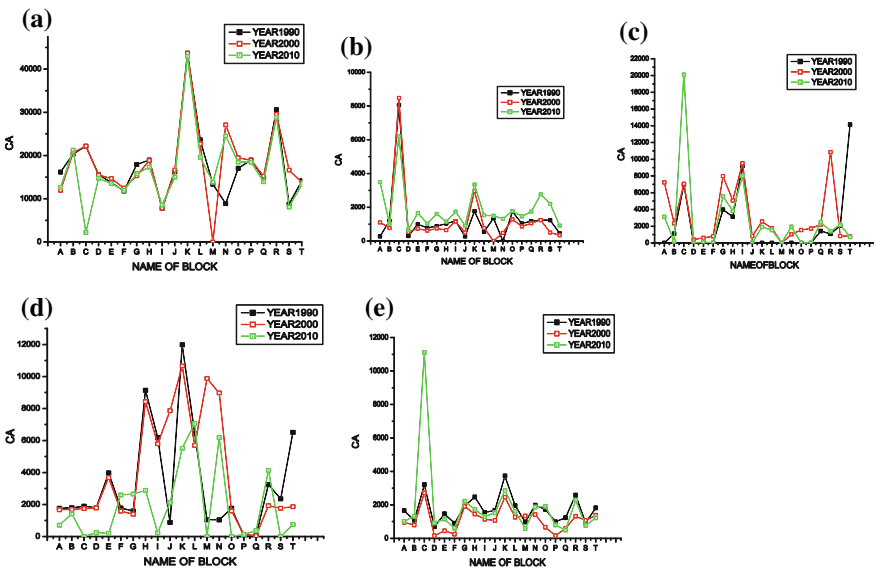 (a)
YEAR1990
YEAR2000
YEAR2010
CA
40000
30000
20000
10000
0
A B C D E F G H I J K L M N O P Q R S T
NAME OF BLOCK
(b)
YEAR1990
YEAR2000
YEAR2010
CA
10000
8000
6000
4000
2000
0
A B C D E F G H I J K L M N O P Q R S T
NAME OF BLOCK
(c)
YEAR1990
YEAR2000
YEAR2010
CA
22000
20000
18000
16000
14000
12000
10000
8000
6000
4000
2000
0
A B C D E F G H I J K L M N O P Q R S T
NAMEOFBLOCK
(d)
YEAR1990
YEAR2000
YEAR2010
CA
12000
10000
8000
6000
4000
2000
0
A B C D E F G H I J K L M N O P Q R S T
NAME OF BLOCK
(e)
YEAR1990
YEAR2000
YEAR2010
CA
12000
10000
8000
6000
4000
2000
0
A B C D E F G H I J K L M N O P Q R S T
NAME OF BLOCK